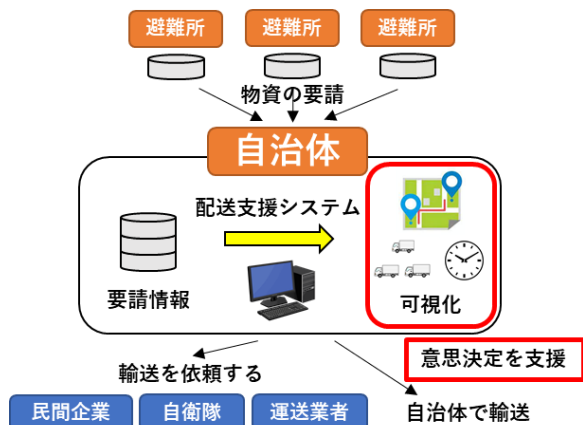 避難所
避難所
避難所
物資の要請
自治体
配送支援システム
要請情報
可視化
意思決定を支援
輸送を依頼する
民間企業
自衛隊
運送業者
自治体で輸送